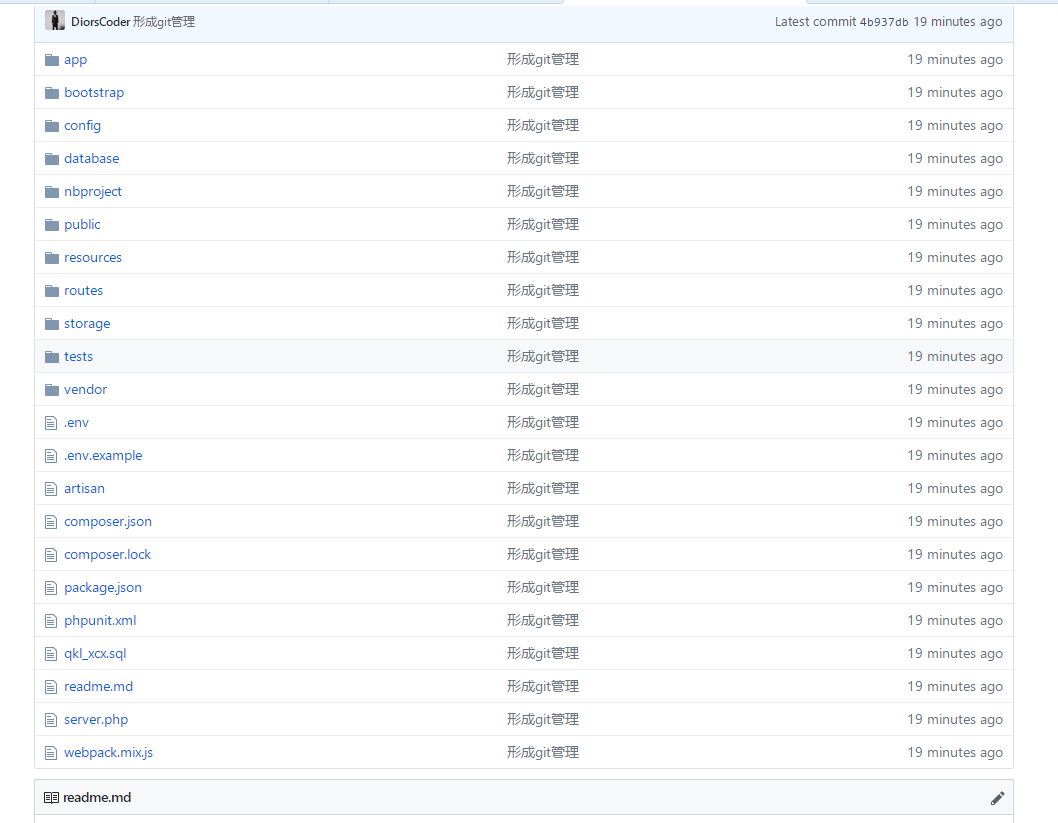 DiorsCoder 形成git管理 Latest commit 4b937db 19 minutes ago
app 形成git管理 19 minutes ago
bootstrap 形成git管理 19 minutes ago
config 形成git管理 19 minutes ago
database 形成git管理 19 minutes ago
nbproject 形成git管理 19 minutes ago
public 形成git管理 19 minutes ago
resources 形成git管理 19 minutes ago
routes 形成git管理 19 minutes ago
storage 形成git管理 19 minutes ago
tests 形成git管理 19 minutes ago
vendor 形成git管理 19 minutes ago
.env 形成git管理 19 minutes ago
.env.example 形成git管理 19 minutes ago
artisan 形成git管理 19 minutes ago
composer.json 形成git管理 19 minutes ago
composer.lock 形成git管理 19 minutes ago
package.json 形成git管理 19 minutes ago
phpunit.xml 形成git管理 19 minutes ago
qkl_xcx.sql 形成git管理 19 minutes ago
readme.md 形成git管理 19 minutes ago
server.php 形成git管理 19 minutes ago
webpack.mix.js 形成git管理 19 minutes ago
readme.md